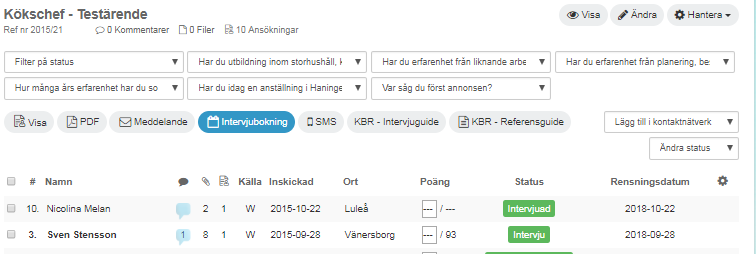 Kökschef - Testärende
Visa Ändra Hantera
Ref nr 2015/21 0 Kommentarer 0 Filer 10 Ansökningar
Filter på status Har du utbildning inom storhushåll, k Har du erfarenhet från liknande arbe Har du erfarenhet från planering, be
Hur många års erfarenhet har du so Har du idag en anställning i Haninge Var såg du först annonsen?
Visa PDF Meddelande Intervjubokning SMS KBR - Intervjuguide KBR - Referensguide Lägg till i kontaktnätverk
Ändra status
# Namn Källa Inskickad Ort Poäng Status Rensningsdatum
10. Nicolina Melan 2 1 W 2015-10-22 Luleå --- / --- Intervjuad 2018-10-22
3. Sven Stensson 1 8 1 W 2015-09-28 Vänersborg --- / 93 Intervju 2018-09-28